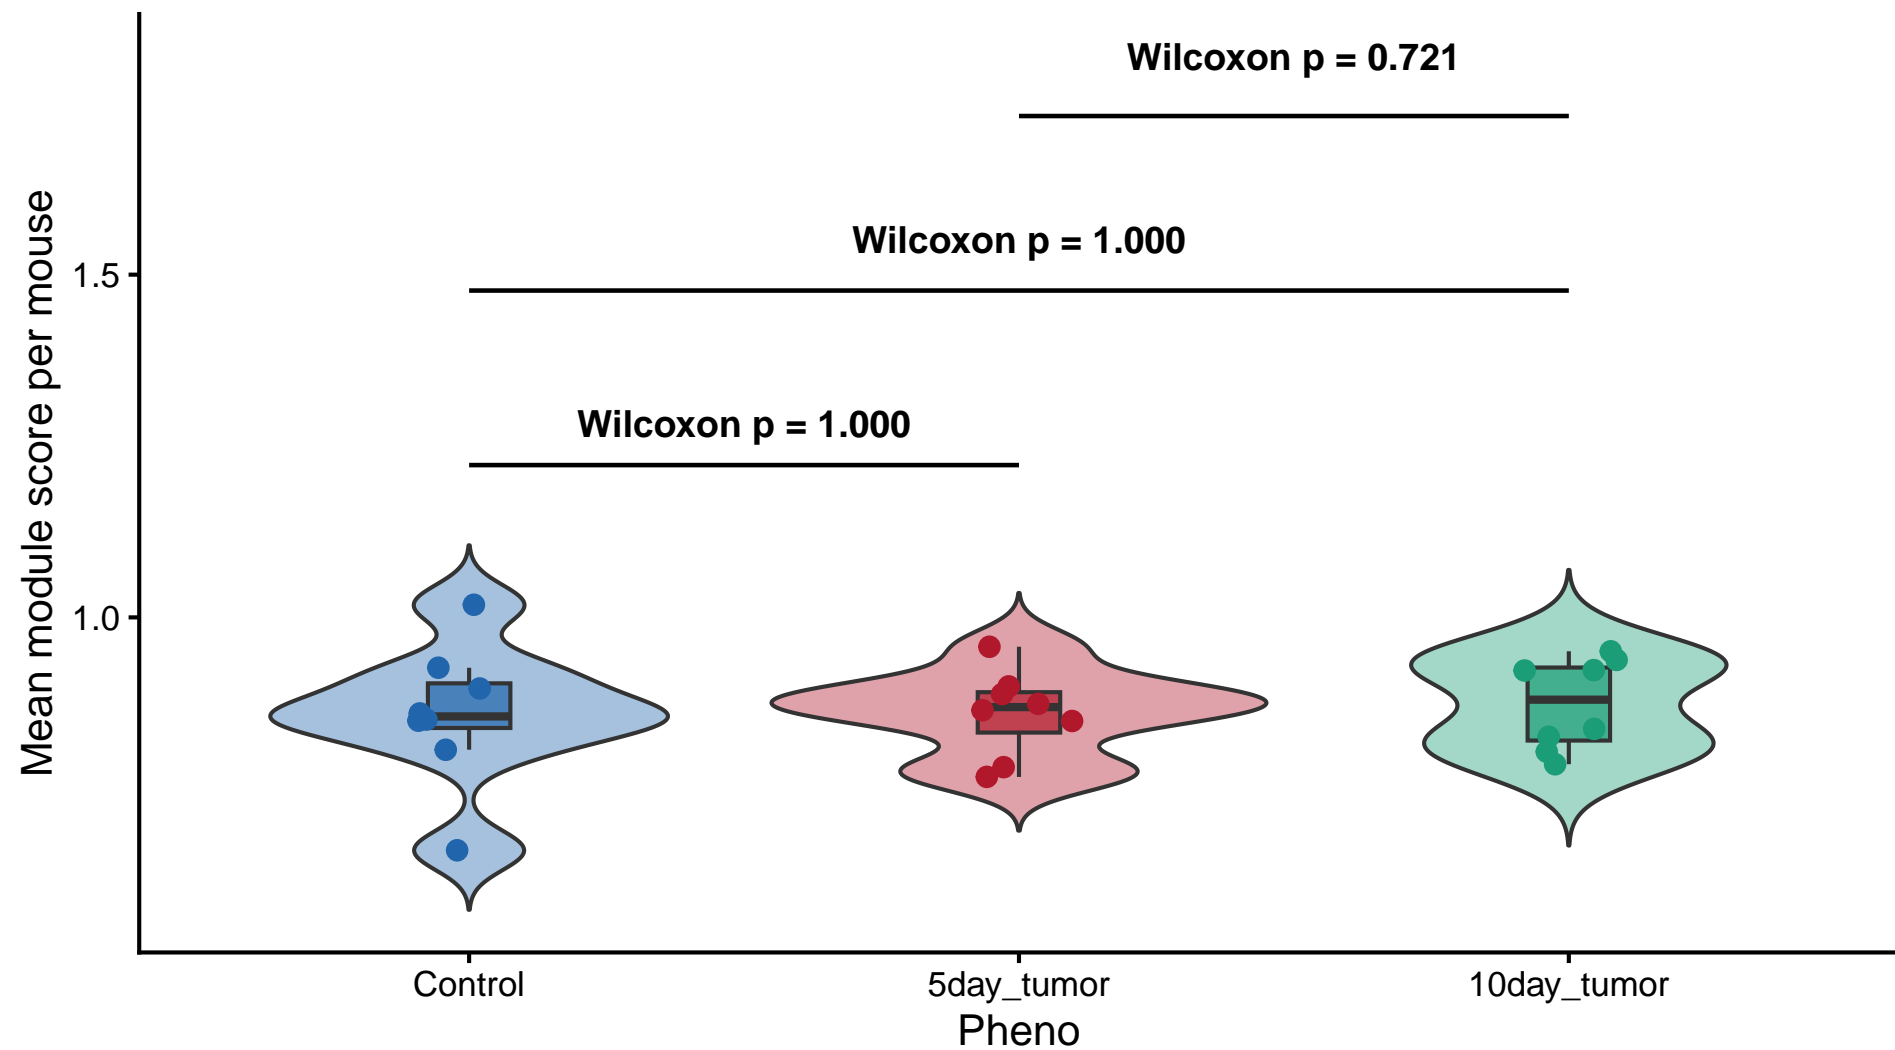 Wilcoxon p = 0.721
Wilcoxon p = 1.000
Wilcoxon p = 1.000
Mean module score per mouse
1.5
1.0
Control
5day_tumor
10day_tumor
Pheno